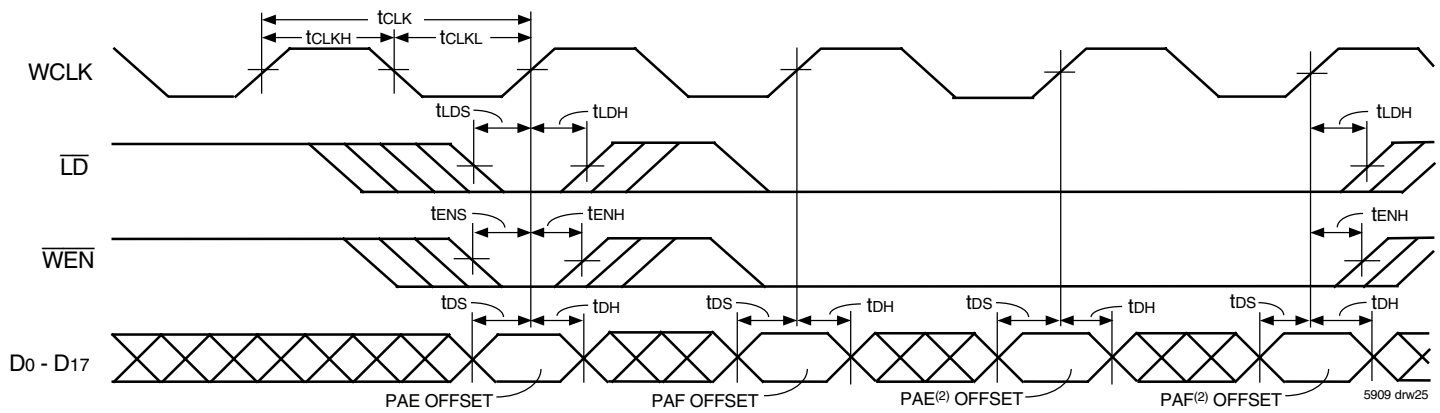 tCLK
tCLKH tCLKL
WCLK
tLDS tLDH tLDH
LD
tENS tENH tENH
WEN
tDS tDH tDS tDH tDS tDH tDS tDH
D0 - D17
PAE OFFSET PAF OFFSET PAE(2) OFFSET PAF(2) OFFSET 5909 drw25